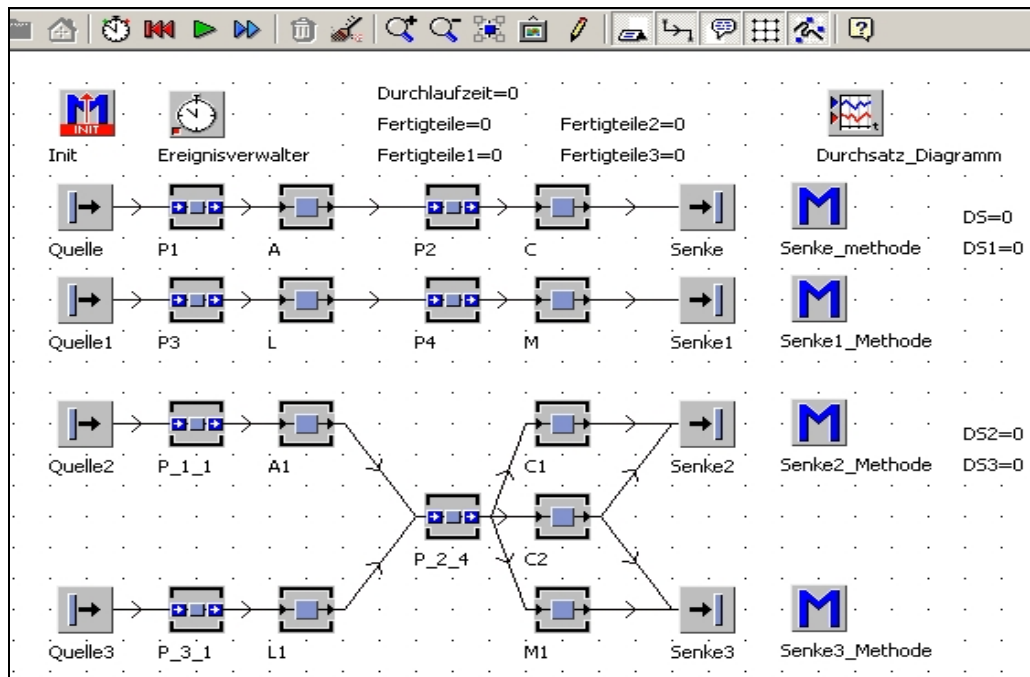 INIT
Durchlaufzeit=0
Fertigteile=0 Fertigteile2=0
Init Ereignisverwalter Fertigteile1=0 Fertigteile3=0 Durchsatz_Diagramm
DS=0
Quelle P1 A P2 C Senke Senke_methode DS1=0
Quelle1 P3 L P4 M Senke1 Senke1_Methode
DS2=0
Quelle2 P_1_1 A1 C1 Senke2 Senke2_Methode DS3=0
P_2_4 C2
Quelle3 P_3_1 L1 M1 Senke3 Senke3_Methode